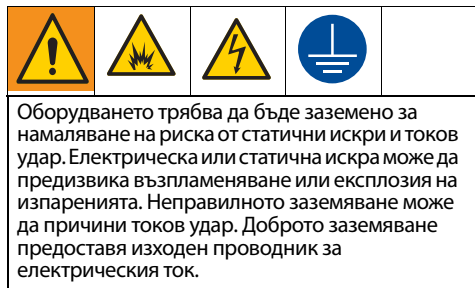 Оборудването трябва да бъде заземено за
намаляване на риска от статични искри и токов
удар. Електрическа или статична искра може да
предизвика възпламеняване или експлозия на
изпаренията. Неправилното заземяване може
да причини токов удар. Доброто заземяване
предоставя изходен проводник за
електрическия ток.